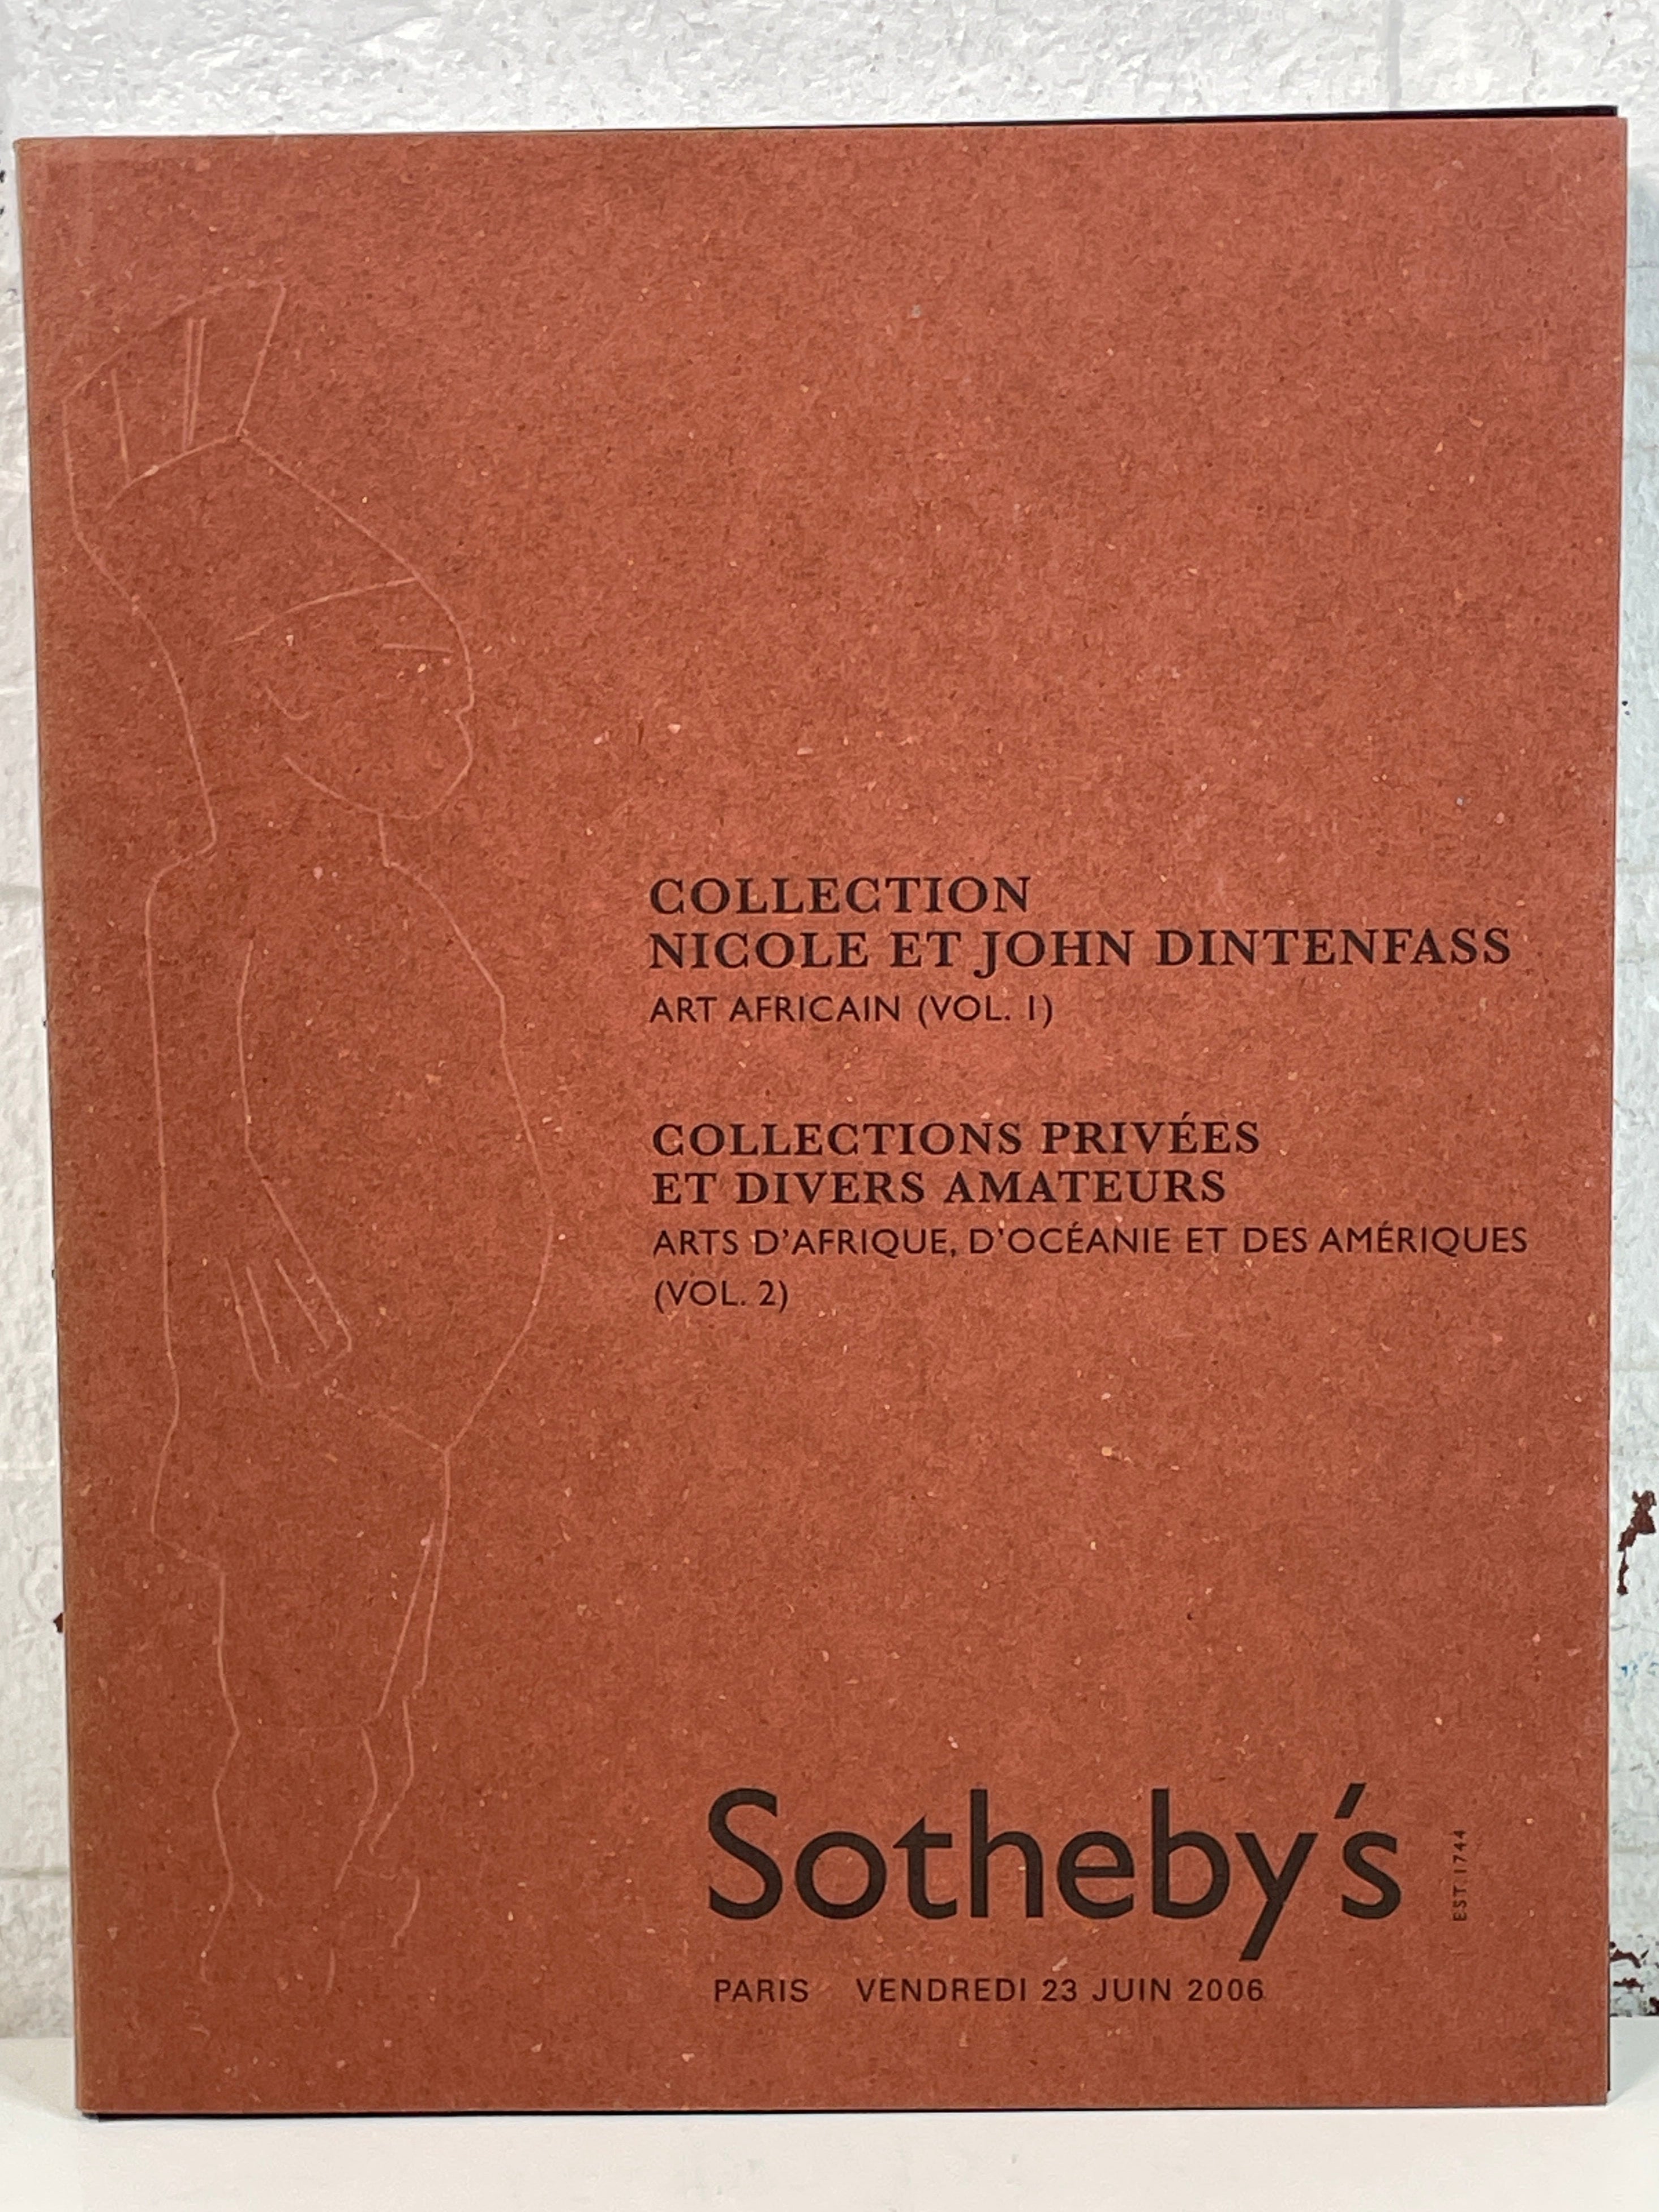 COLLECTION
NICOLE ET JOHN DINTENFASS
ART AFRICAIN (VOL. 1)
COLLECTIONS PRIVÉES
ET DIVERS AMATEURS
ARTS D'AFRIQUE, D'OCÉANIE ET DES AMÉRIQUES
(VOL. 2)
Sotheby's
EST. 1744
PARIS VENDREDI 23 JUIN 2006